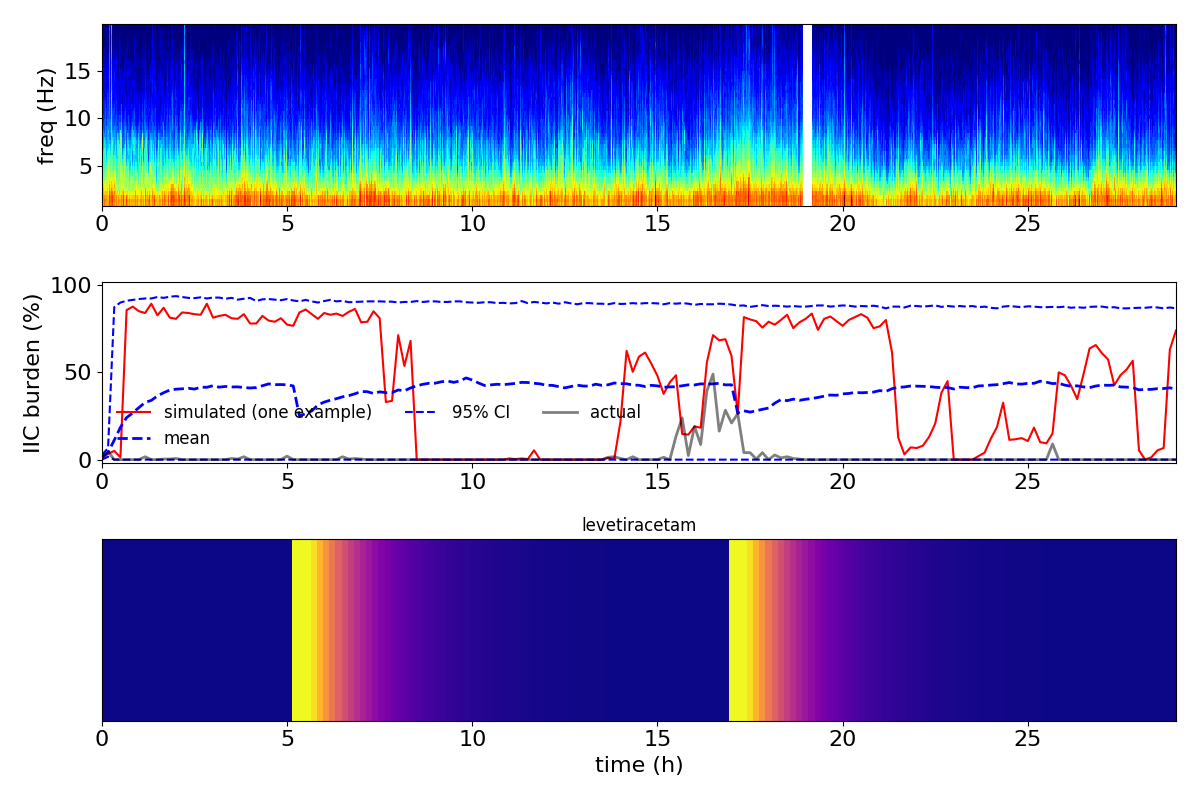 freq (Hz)
15
10
5
0 5 10 15 20 25
IIC burden (%)
100
50
0
simulated (one example) 95% CI actual
mean
0 5 10 15 20 25
levetiracetam
0 5 10 15 20 25
time (h)